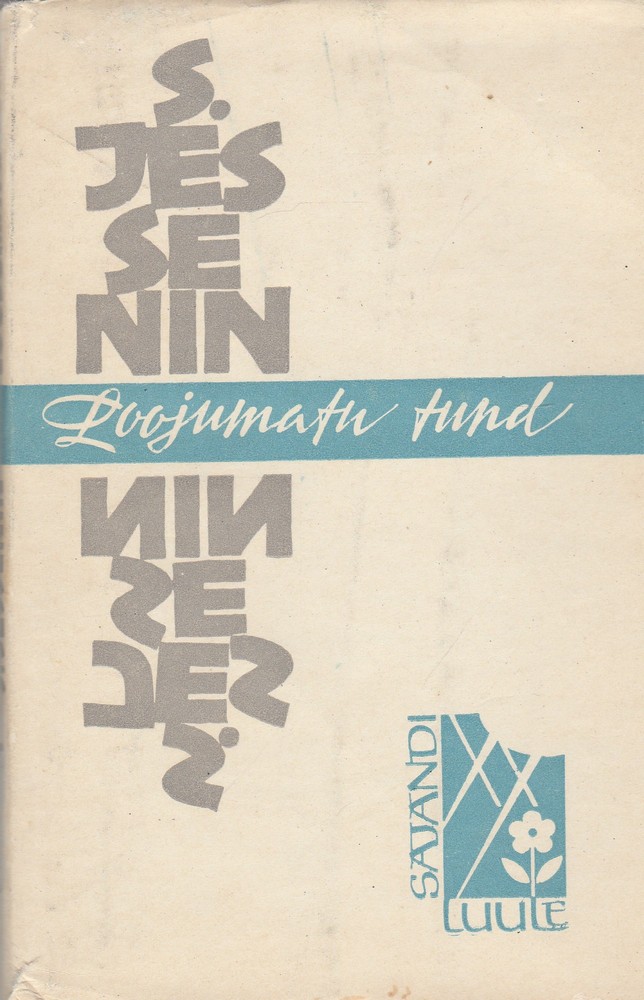 S.
JES
SE
NIN
Loojumatu tund
NIN
SE
JES
S.
SAJANDI
LUULE
XX